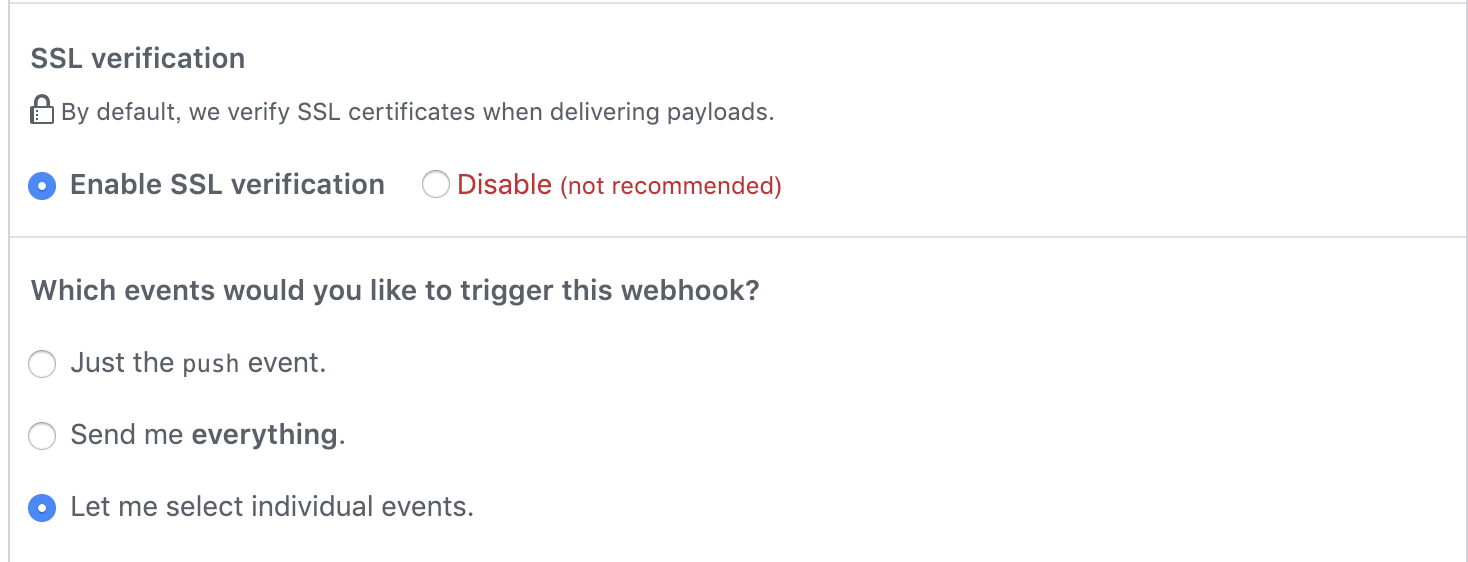 SSL verification
By default, we verify SSL certificates when delivering payloads.
Enable SSL verification Disable (not recommended)
Which events would you like to trigger this webhook?
Just the push event.
Send me everything.
Let me select individual events.